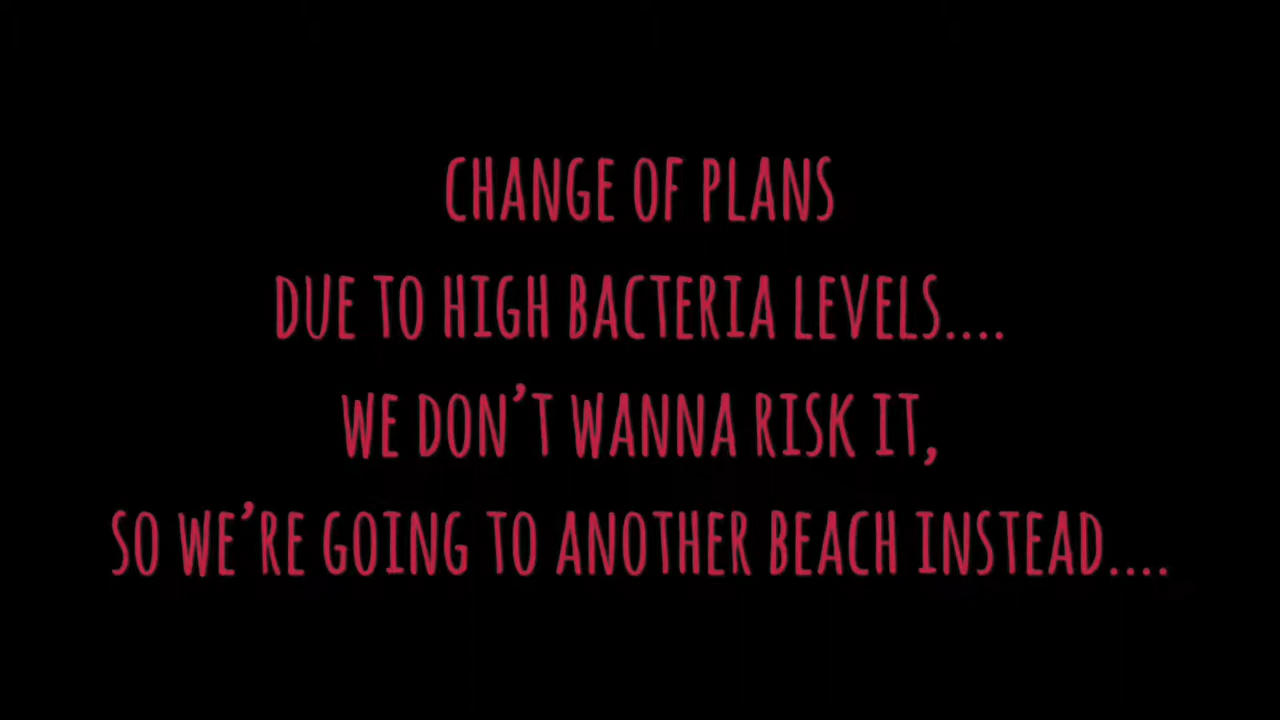 CHANGE OF PLANS
DUE TO HIGH BACTERIA LEVELS....
WE DON’T WANNA RISK IT,
SO WE’RE GOING TO ANOTHER BEACH INSTEAD....